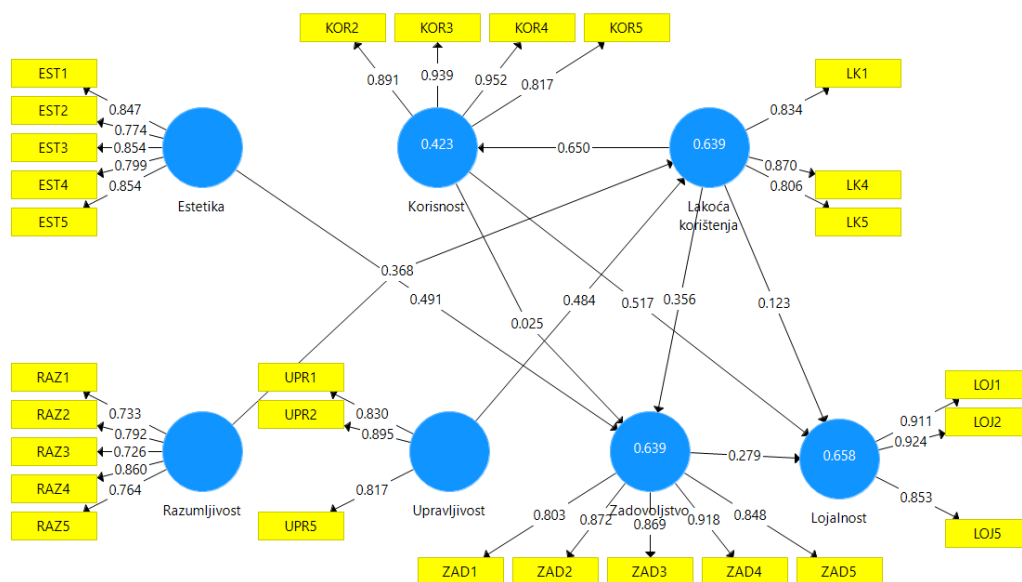 KOR2
KOR3
KOR4
KOR5
0.891
0.939
0.952
0.817
EST1
EST2
EST3
EST4
EST5
0.847
0.774
0.854
0.799
0.854
Estetika
0.423
Korisnost
0.650
0.639
Lakoća
korištenja
LK1
LK4
LK5
0.834
0.870
0.806
0.368
0.491
0.025
0.484
0.517
0.356
0.123
RAZ1
RAZ2
RAZ3
RAZ4
RAZ5
0.733
0.792
0.726
0.860
0.764
Razumljivost
UPR1
UPR2
UPR5
0.830
0.895
0.817
Upravljivost
0.639
Zadovoljstvo
0.279
0.658
Lojalnost
LOJ1
LOJ2
LOJ5
0.911
0.924
0.853
0.803
0.872
0.869
0.918
0.848
ZAD1
ZAD2
ZAD3
ZAD4
ZAD5